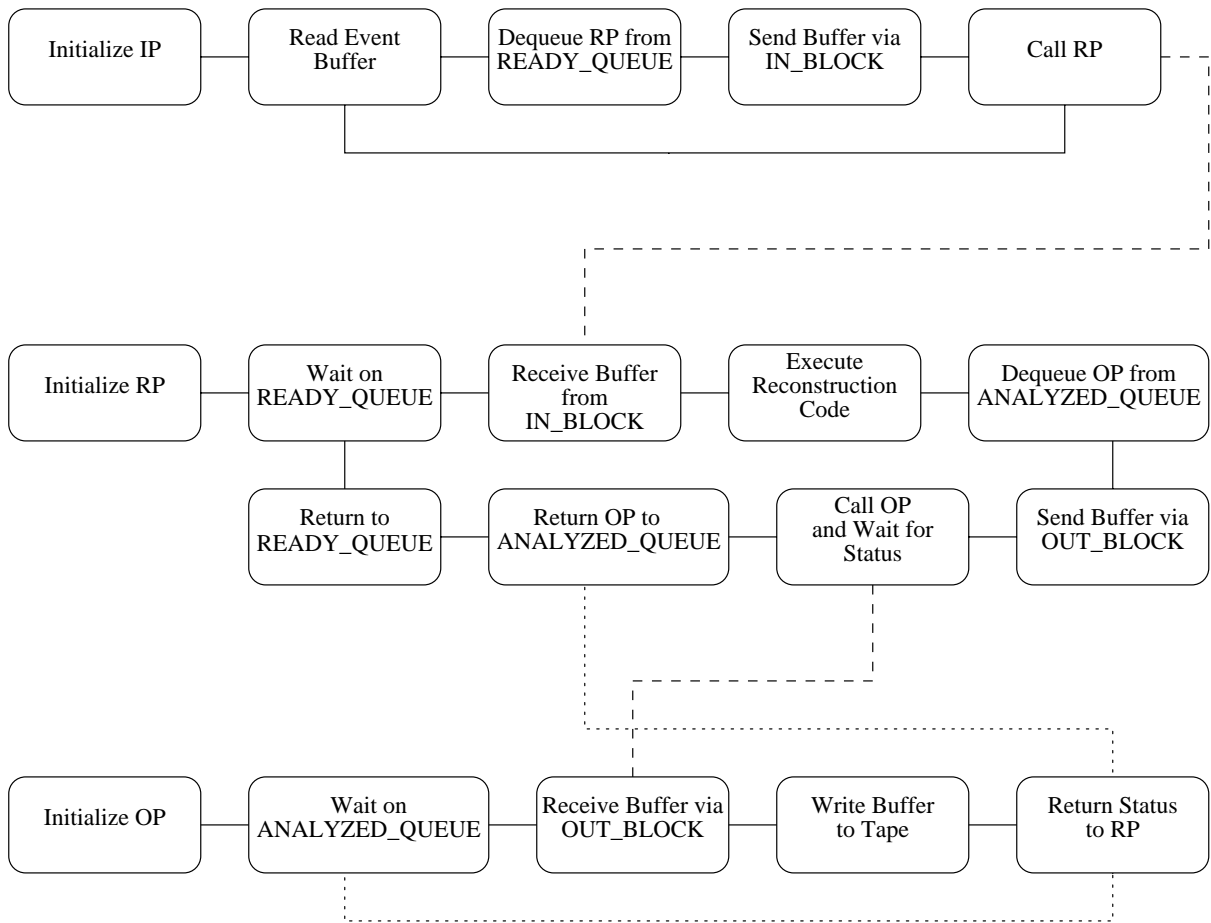 Initialize IP
Read Event
Buffer
Dequeue RP from
READY_QUEUE
Send Buffer via
IN_BLOCK
Call RP
Initialize RP
Wait on
READY_QUEUE
Receive Buffer
from
IN_BLOCK
Execute
Reconstruction
Code
Dequeue OP from
ANALYZED_QUEUE
Return to
READY_QUEUE
Return OP to
ANALYZED_QUEUE
Call OP
and Wait for
Status
Send Buffer via
OUT_BLOCK
Initialize OP
Wait on
ANALYZED_QUEUE
Receive Buffer via
OUT_BLOCK
Write Buffer
to Tape
Return Status
to RP